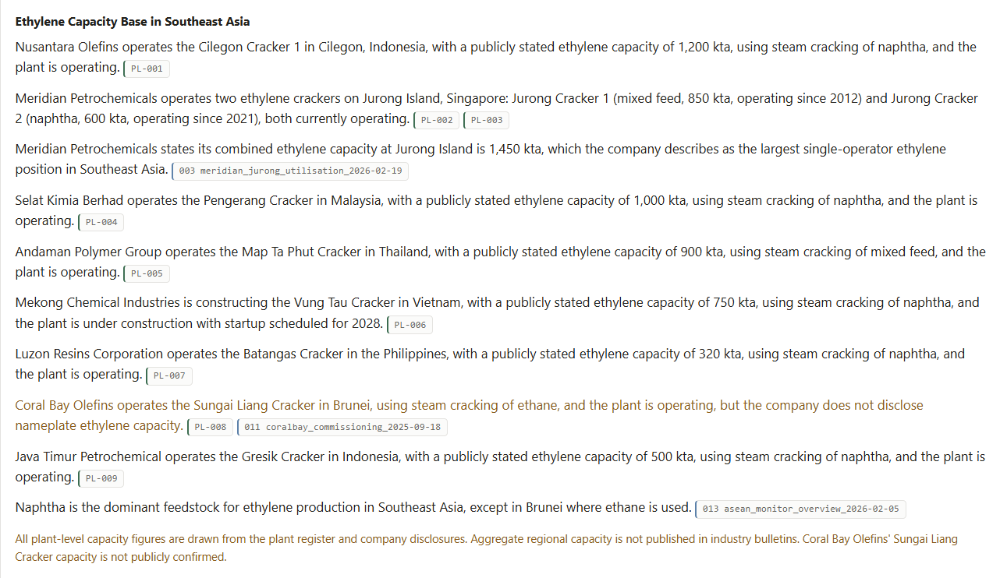 Ethylene Capacity Base in Southeast Asia
Nusantara Olefins operates the Cilegon Cracker 1 in Cilegon, Indonesia, with a publicly stated ethylene capacity of 1,200 kta, using steam cracking of naphtha, and the
plant is operating. PL-001
Meridian Petrochemicals operates two ethylene crackers on Jurong Island, Singapore: Jurong Cracker 1 (mixed feed, 850 kta, operating since 2012) and Jurong Cracker
2 (naphtha, 600 kta, operating since 2021), both currently operating. PL-002 PL-003
Meridian Petrochemicals states its combined ethylene capacity at Jurong Island is 1,450 kta, which the company describes as the largest single-operator ethylene
position in Southeast Asia. 003 meridian_jurong_utilisation_2026-02-19
Selat Kimia Berhad operates the Pengerang Cracker in Malaysia, with a publicly stated ethylene capacity of 1,000 kta, using steam cracking of naphtha, and the plant is
operating. PL-004
Andaman Polymer Group operates the Map Ta Phut Cracker in Thailand, with a publicly stated ethylene capacity of 900 kta, using steam cracking of mixed feed, and the
plant is operating. PL-005
Mekong Chemical Industries is constructing the Vung Tau Cracker in Vietnam, with a publicly stated ethylene capacity of 750 kta, using steam cracking of naphtha, and
the plant is under construction with startup scheduled for 2028. PL-006
Luzon Resins Corporation operates the Batangas Cracker in the Philippines, with a publicly stated ethylene capacity of 320 kta, using steam cracking of naphtha, and
the plant is operating. PL-007
Coral Bay Olefins operates the Sungai Liang Cracker in Brunei, using steam cracking of ethane, and the plant is operating, but the company does not disclose
nameplate ethylene capacity. PL-008 011 coralbay_commissioning_2025-09-18
Java Timur Petrochemical operates the Gresik Cracker in Indonesia, with a publicly stated ethylene capacity of 500 kta, using steam cracking of naphtha, and the plant is
operating. PL-009
Naphtha is the dominant feedstock for ethylene production in Southeast Asia, except in Brunei where ethane is used. 013 asean_monitor_overview_2026-02-05
All plant-level capacity figures are drawn from the plant register and company disclosures. Aggregate regional capacity is not published in industry bulletins. Coral Bay Olefins' Sungai Liang
Cracker capacity is not publicly confirmed.